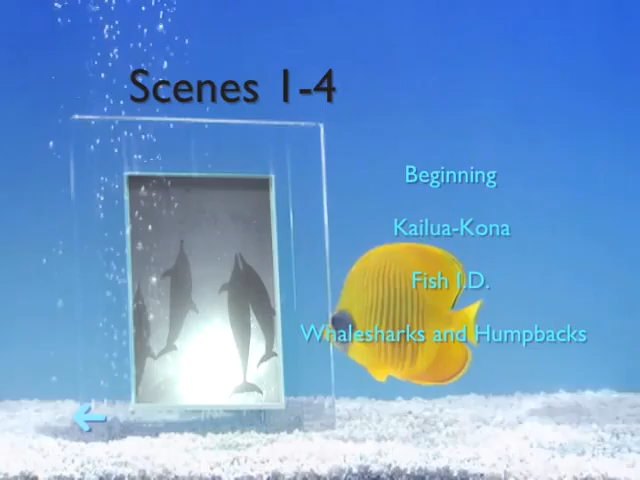 Scenes 1-4
Beginning
Kailua-Kona
Fish I.D.
Whalesharks and Humpbacks